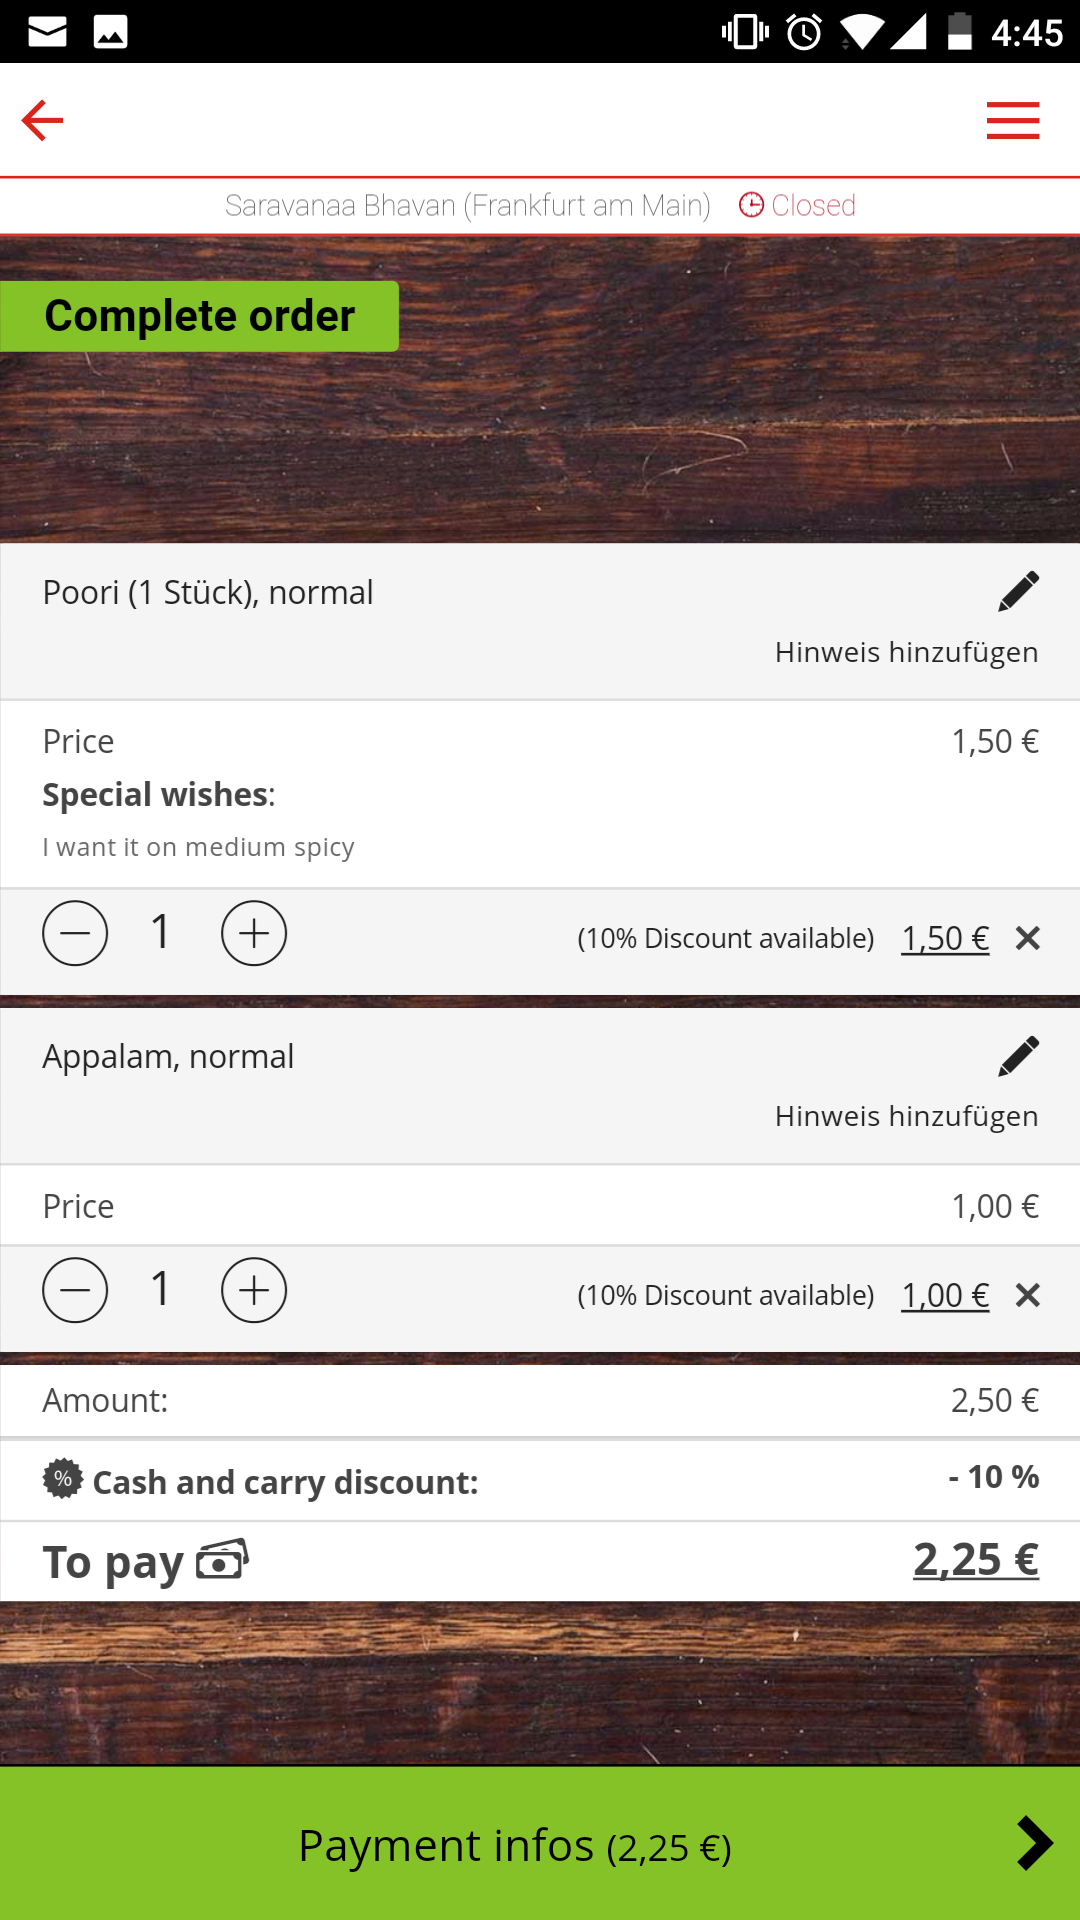 4:45
Saravanaa Bhavan (Frankfurt am Main) Closed
Complete order
Poori (1 Stück), normal
Hinweis hinzufügen
Price 1,50 €
Special wishes:
I want it on medium spicy
1 (10% Discount available) 1,50 €
Appalam, normal
Hinweis hinzufügen
Price 1,00 €
1 (10% Discount available) 1,00 €
Amount: 2,50 €
% Cash and carry discount: - 10 %
To pay 2,25 €
Payment infos (2,25 €)